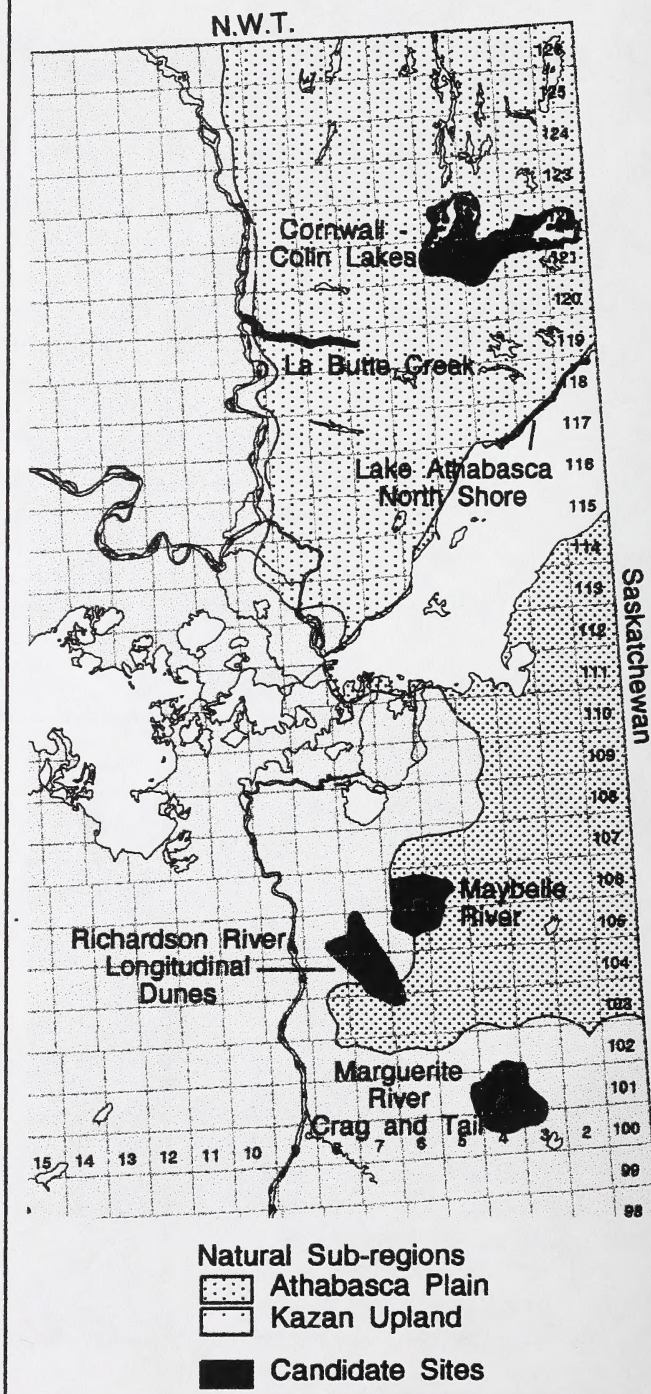 N.W.T.
126
125
124
123
Cornwall -
Colin Lakes
121
120
119
La Butte Creek
118
117
Lake Athabasca
North Shore
116
115
114
113
112
111
Saskatchewan
110
109
108
107
106
Maybelle
River
105
Richardson River
Longitudinal
Dunes
104
103
102
Marguerite
River
Crag and Tail
101
100
15 14 13 12 11 10 8 7 6 5 4 3 2
99
98
Natural Sub-regions
Athabasca Plain
Kazan Upland
Candidate Sites